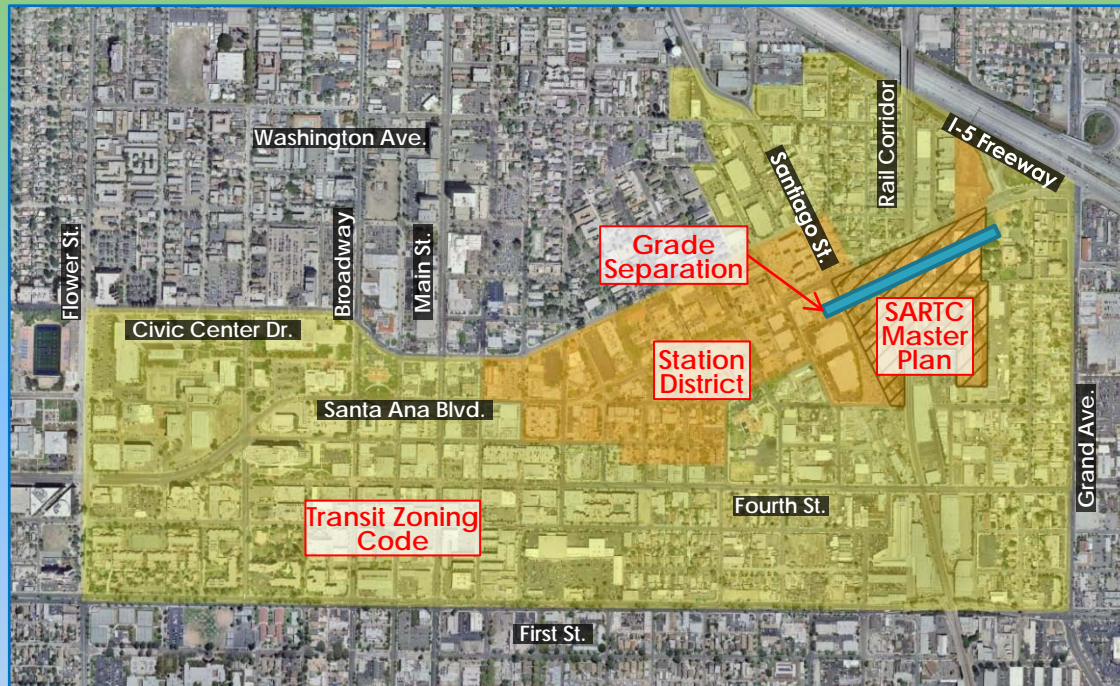 Washington Ave.
Rail Corridor
I-5 Freeway
Santiago St.
Flower St.
Broadway
Main St.
Grade
Separation
Civic Center Dr.
SARTC
Master
Plan
Station
District
Santa Ana Blvd.
Grand Ave.
Fourth St.
Transit Zoning
Code
First St.